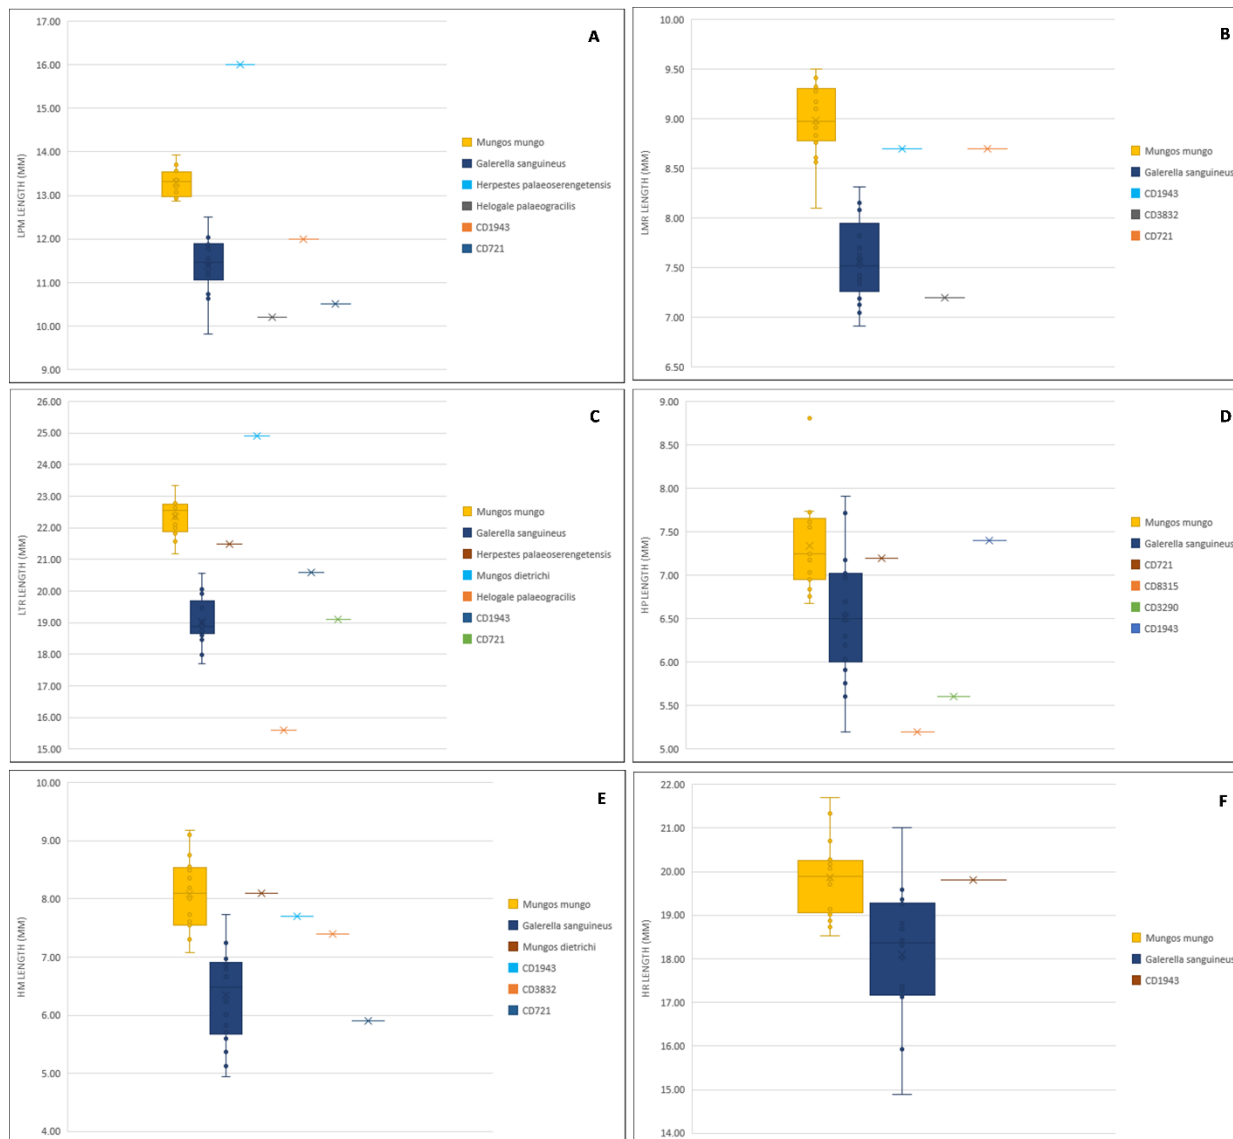 A
17.00
16.00
15.00
14.00
13.00
12.00
11.00
10.00
9.00
LPM LENGTH (MM)
Mungos mungo
Galerella sanguineus
Herpestes palaeoserengetensis
Helogale palaeogracilis
CD1943
CD721
B
10.00
9.50
9.00
8.50
8.00
7.50
7.00
6.50
LMR LENGTH (MM)
Mungos mungo
Galerella sanguineus
CD1943
CD3832
CD721
C
26.00
25.00
24.00
23.00
22.00
21.00
20.00
19.00
18.00
17.00
16.00
15.00
LTR LENGTH (MM)
Mungos mungo
Galerella sanguineus
Herpestes palaeoserengetensis
Mungos dietrichi
Helogale palaeogracilis
CD1943
CD721
D
9.00
8.50
8.00
7.50
7.00
6.50
6.00
5.50
5.00
HP LENGTH (MM)
Mungos mungo
Galerella sanguineus
CD721
CD8315
CD3290
CD1943
E
10.00
9.00
8.00
7.00
6.00
5.00
4.00
HM LENGTH (MM)
Mungos mungo
Galerella sanguineus
Mungos dietrichi
CD1943
CD3832
CD721
F
22.00
21.00
20.00
19.00
18.00
17.00
16.00
15.00
14.00
HR LENGTH (MM)
Mungos mungo
Galerella sanguineus
CD1943